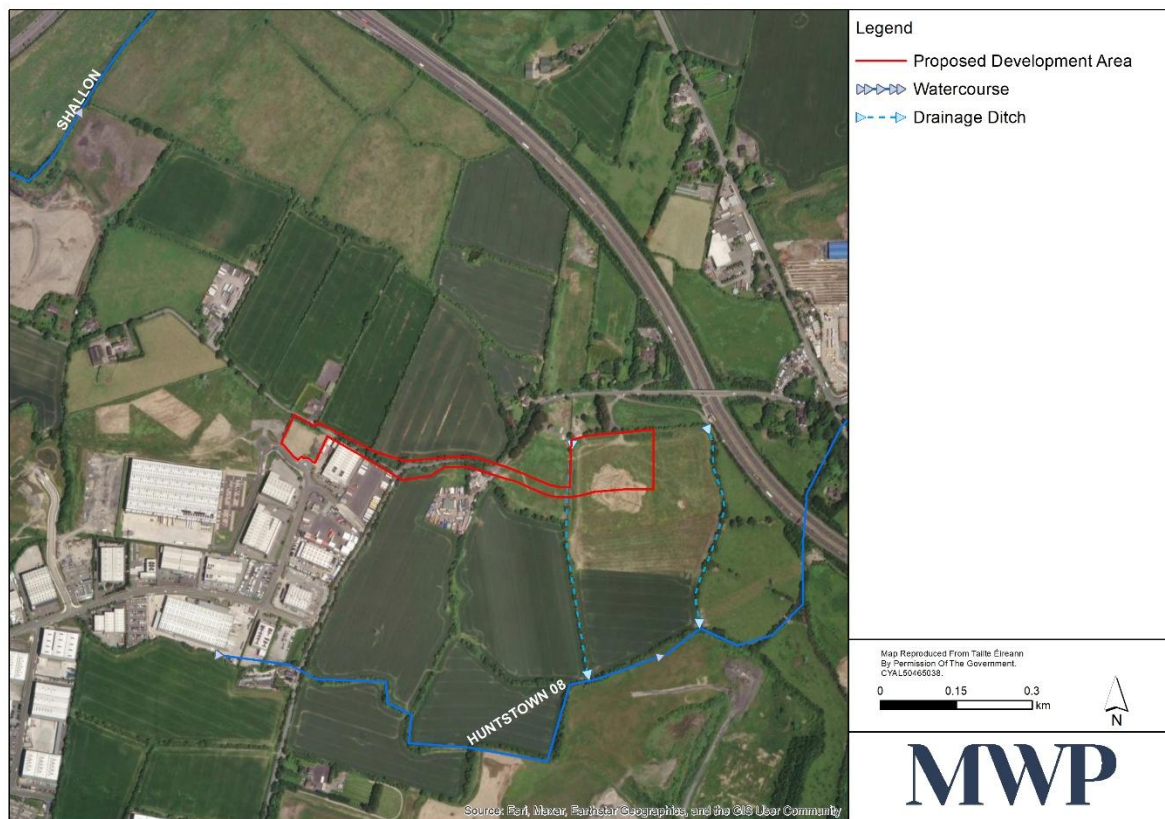 SHALLON
HUNTSTOWN 08
Source: Esri, Maxar, Earthstar Geographics, and the GIS User Community
Legend
Proposed Development Area
Watercourse
Drainage Ditch
Map Reproduced From Tailte Éireann
By Permission Of The Government.
CYAL50465038.
0 0.15 0.3
km
N
MWP